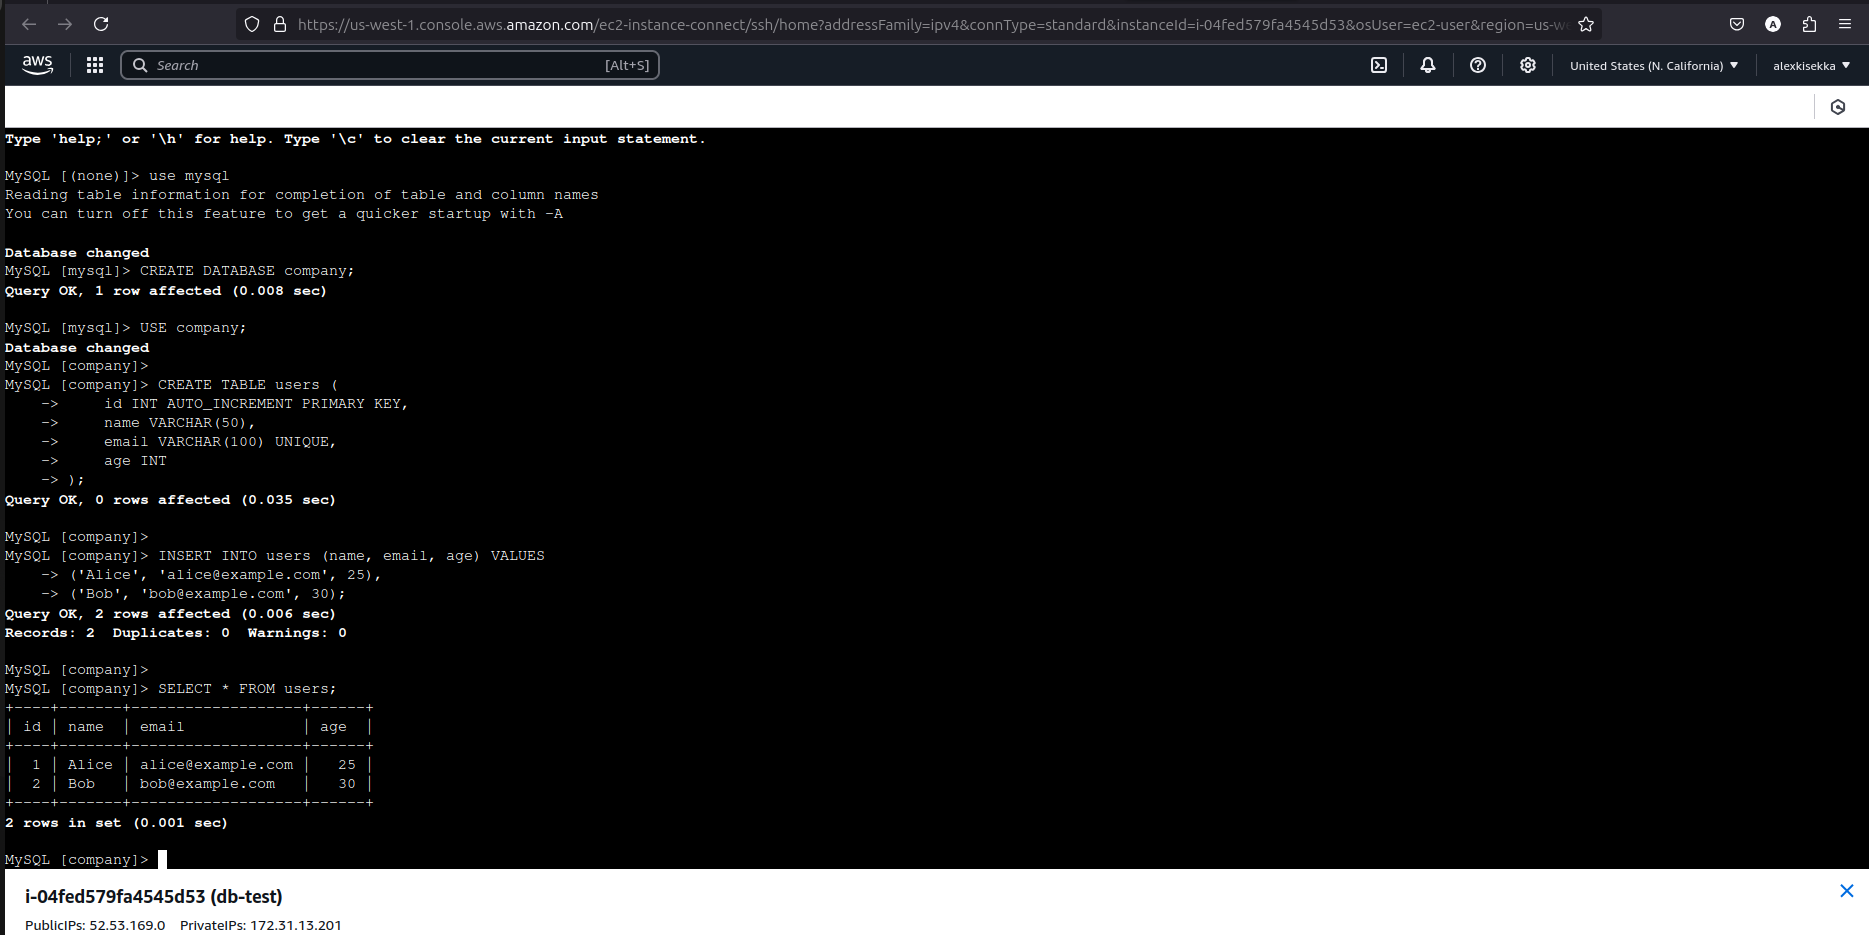 https://us-west-1.console.aws.amazon.com/ec2-instance-connect/ssh/home?addressFamily=ipv4&connType=standard&instanceId=i-04fed579fa4545d53&osUser=ec2-user&region=us-we
aws
Search [Alt+S]
A
United States (N. California) ▼
alexkisekka ▼
Type 'help;' or '\h' for help. Type '\c' to clear the current input statement.
MySQL [(none)]> use mysql
Reading table information for completion of table and column names
You can turn off this feature to get a quicker startup with -A
Database changed
MySQL [mysql]> CREATE DATABASE company;
Query OK, 1 row affected (0.008 sec)
MySQL [mysql]> USE company;
Database changed
MySQL [company]>
MySQL [company]> CREATE TABLE users (
    ->     id INT AUTO_INCREMENT PRIMARY KEY,
    ->     name VARCHAR(50),
    ->     email VARCHAR(100) UNIQUE,
    ->     age INT
    -> );
Query OK, 0 rows affected (0.035 sec)
MySQL [company]>
MySQL [company]> INSERT INTO users (name, email, age) VALUES
    -> ('Alice', 'alice@example.com', 25),
    -> ('Bob', 'bob@example.com', 30);
Query OK, 2 rows affected (0.006 sec)
Records: 2  Duplicates: 0  Warnings: 0
MySQL [company]>
MySQL [company]> SELECT * FROM users;
+----+-------+-------------------+------+
| id | name  | email             | age  |
+----+-------+-------------------+------+
|  1 | Alice | alice@example.com |   25 |
|  2 | Bob   | bob@example.com   |   30 |
+----+-------+-------------------+------+
2 rows in set (0.001 sec)
MySQL [company]>
i-04fed579fa4545d53 (db-test)
PublicIPs: 52.53.169.0    PrivateIPs: 172.31.13.201